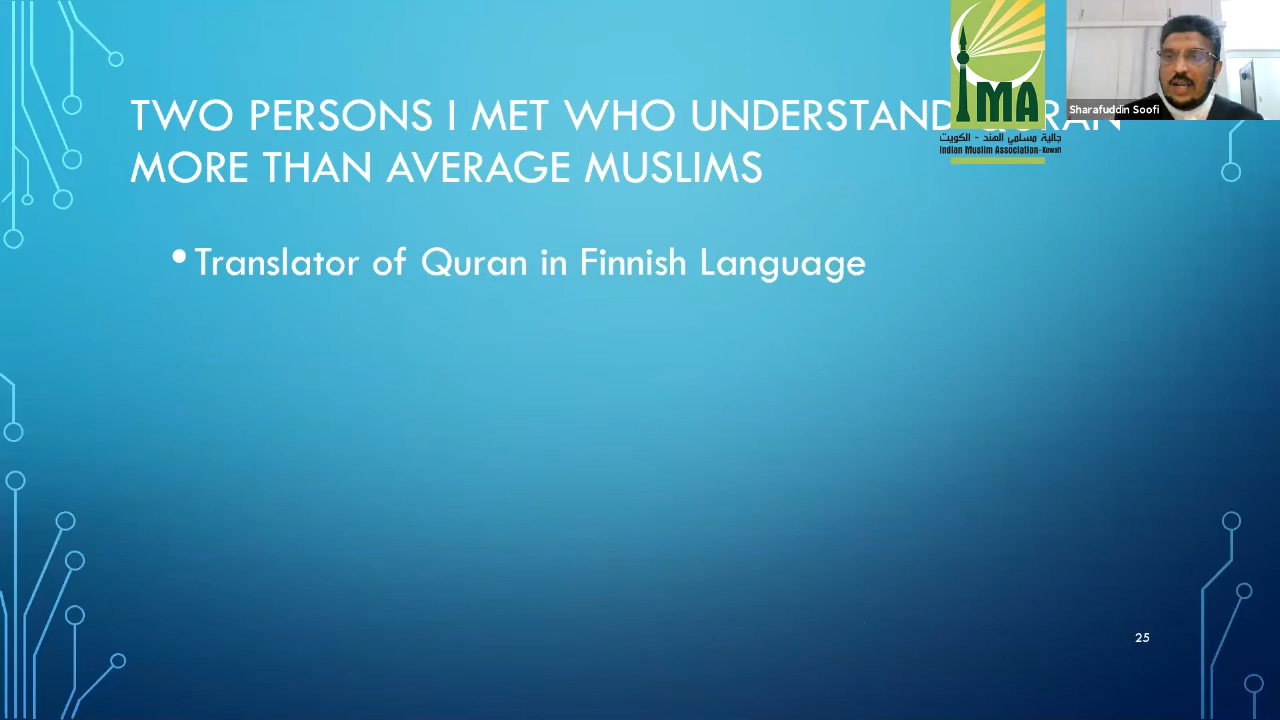 TWO PERSONS I MET WHO UNDERSTAND QURAN
MORE THAN AVERAGE MUSLIMS
• Translator of Quran in Finnish Language
IMA
جالية مسلمي الهند - الكويت
Indian Muslim Association-Kuwait
Sharafuddin Soofi
25